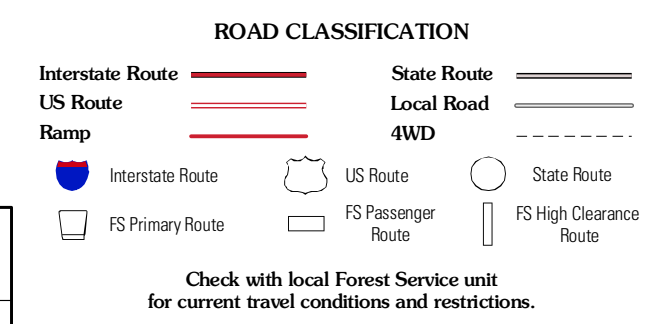 ROAD CLASSIFICATION
Interstate Route
State Route
US Route
Local Road
Ramp
4WD
Interstate Route
US Route
State Route
FS Primary Route
FS Passenger
Route
FS High Clearance
Route
Check with local Forest Service unit
for current travel conditions and restrictions.